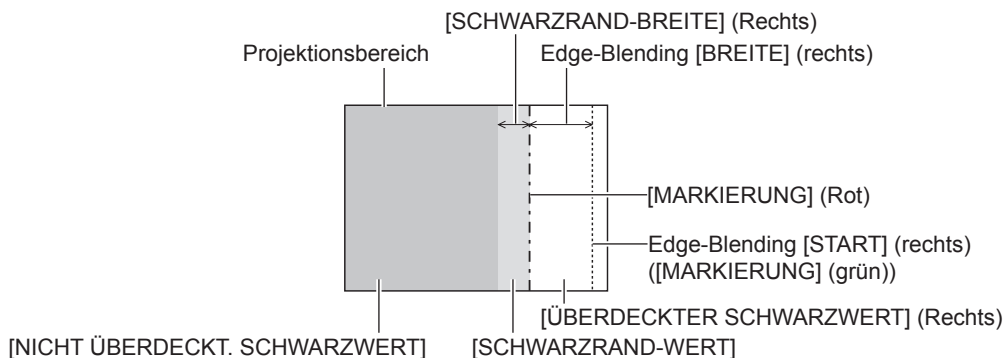 [SCHWARZRAND-BREITE] (Rechts)
Projektionsbereich
Edge-Blending [BREITE] (rechts)
[MARKIERUNG] (Rot)
Edge-Blending [START] (rechts)
([MARKIERUNG] (grün))
[ÜBERDECKTER SCHWARZWERT] (Rechts)
[NICHT ÜBERDECKT. SCHWARZWERT]
[SCHWARZRAND-WERT]